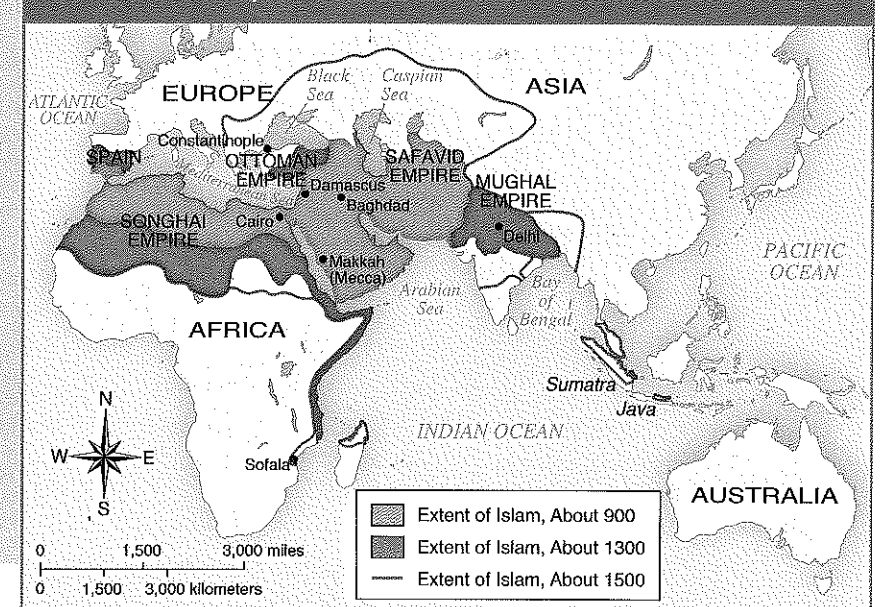 EUROPE
Black
Sea
Caspian
Sea
ASIA
ATLANTIC
OCEAN
Constantinople
SPAIN
OTTOMAN
EMPIRE
SAFAVID
EMPIRE
Damascus
Baghdad
MUGHAL
EMPIRE
SONGHAI
EMPIRE
Cairo
Delhi
Makkah
(Mecca)
PACIFIC
OCEAN
Arabian
Sea
Bay
of
Bengal
AFRICA
Sumatra
Java
N
W
E
S
INDIAN OCEAN
Sofala
AUSTRALIA
0 1,500 3,000 miles
0 1,500 3,000 kilometers
Extent of Islam, About 900
Extent of Islam, About 1300
Extent of Islam, About 1500